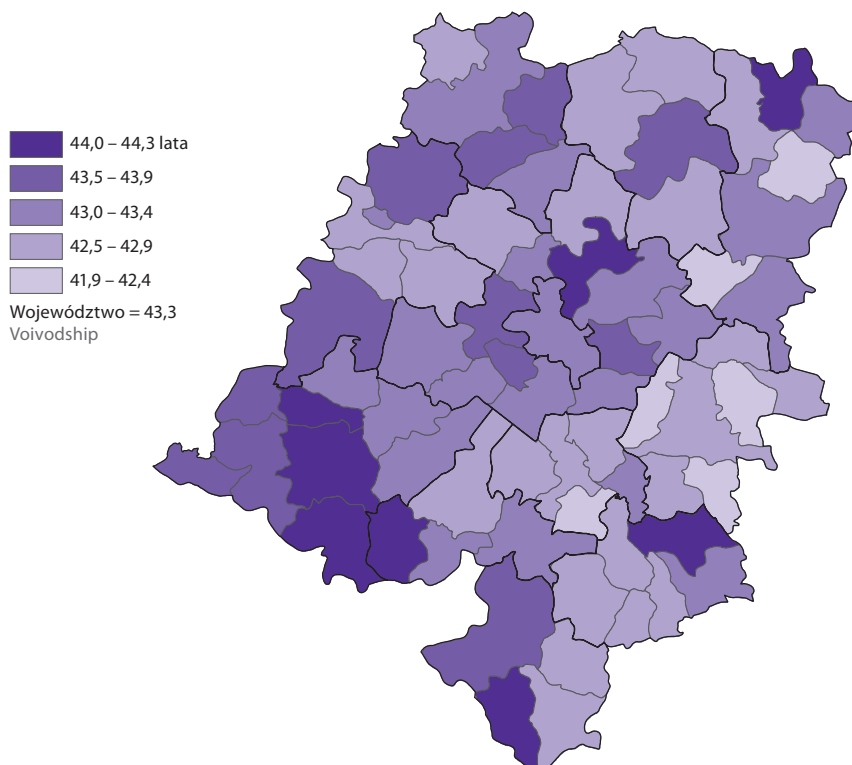 44,0 – 44,3 lata
43,5 – 43,9
43,0 – 43,4
42,5 – 42,9
41,9 – 42,4
Województwo = 43,3
Voivodship